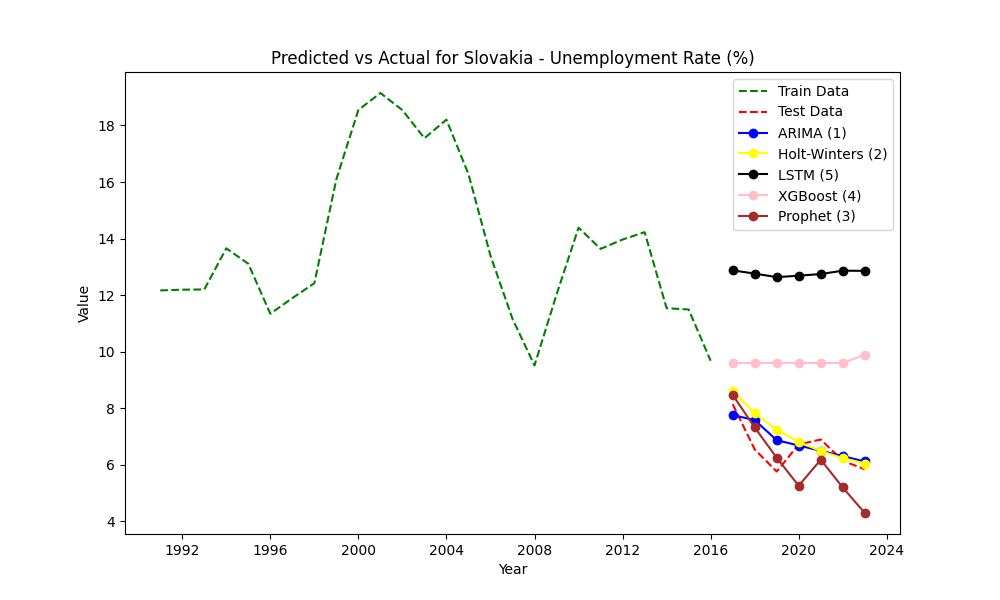 Predicted vs Actual for Slovakia - Unemployment Rate (%)
Train Data
Test Data
ARIMA (1)
Holt-Winters (2)
LSTM (5)
XGBoost (4)
Prophet (3)
Value
18
16
14
12
10
8
6
4
1992 1996 2000 2004 2008 2012 2016 2020 2024
Year